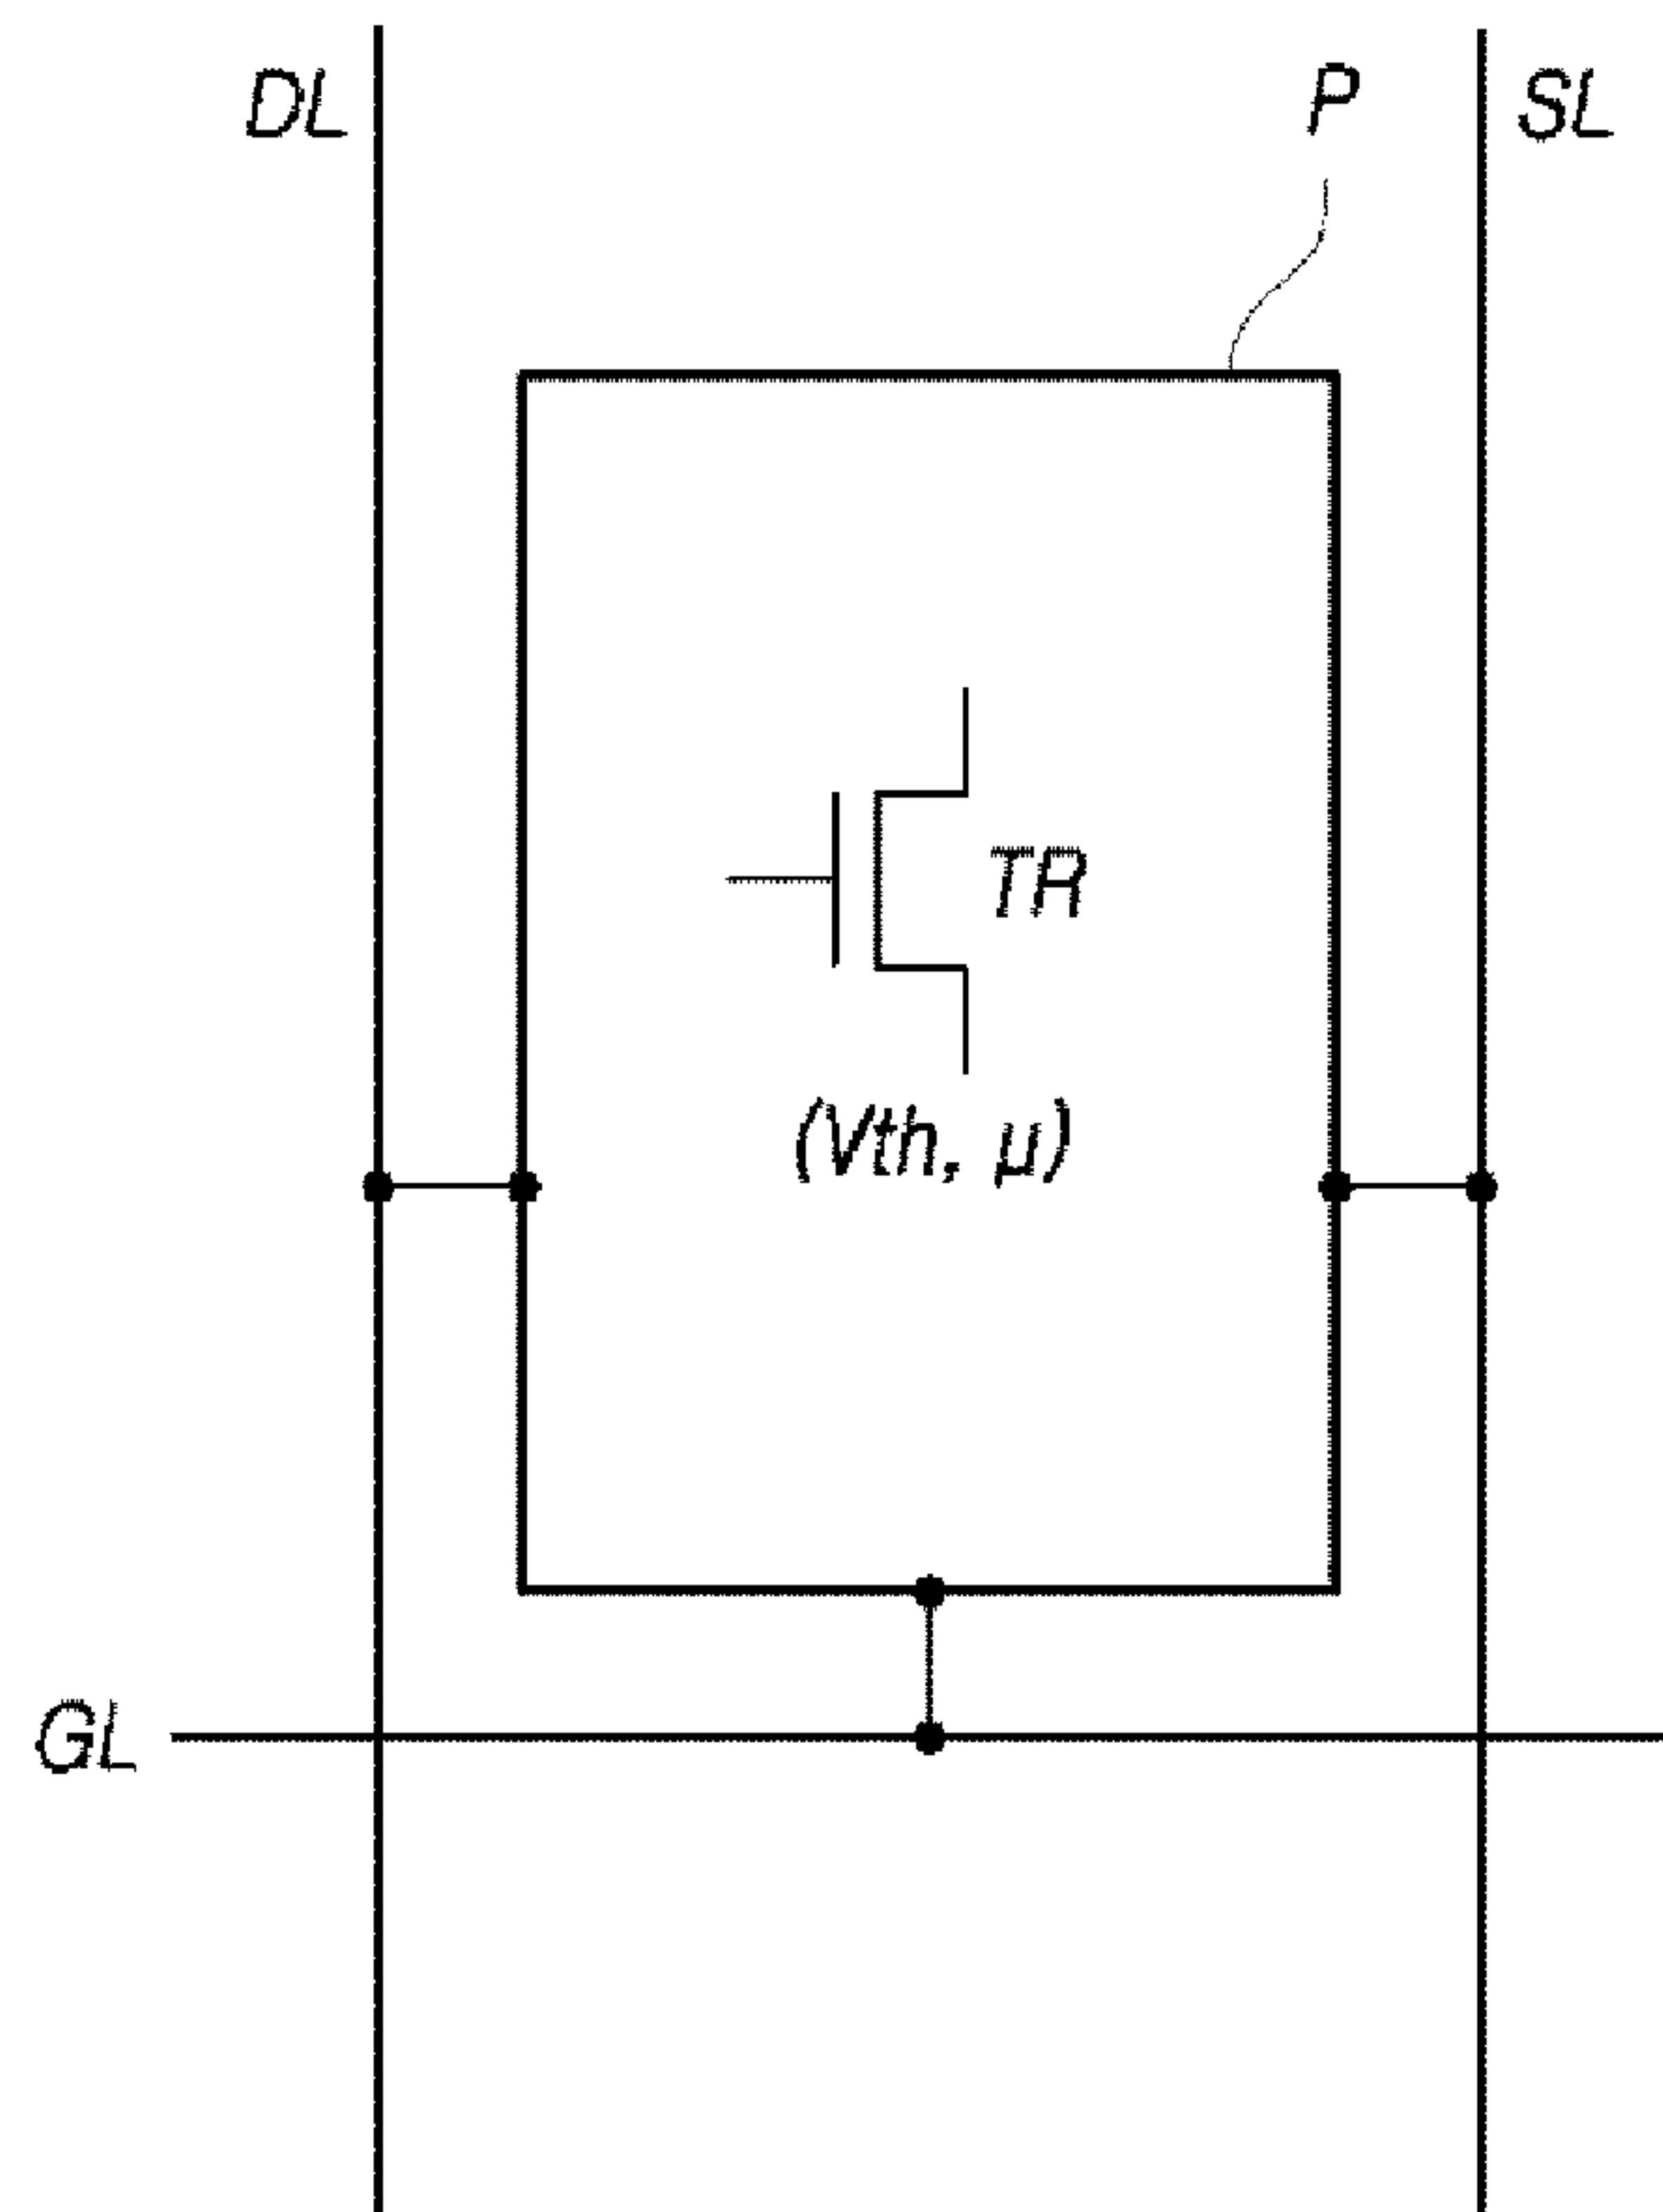 DL
P
SL
TR
(Vth, μ)
GL